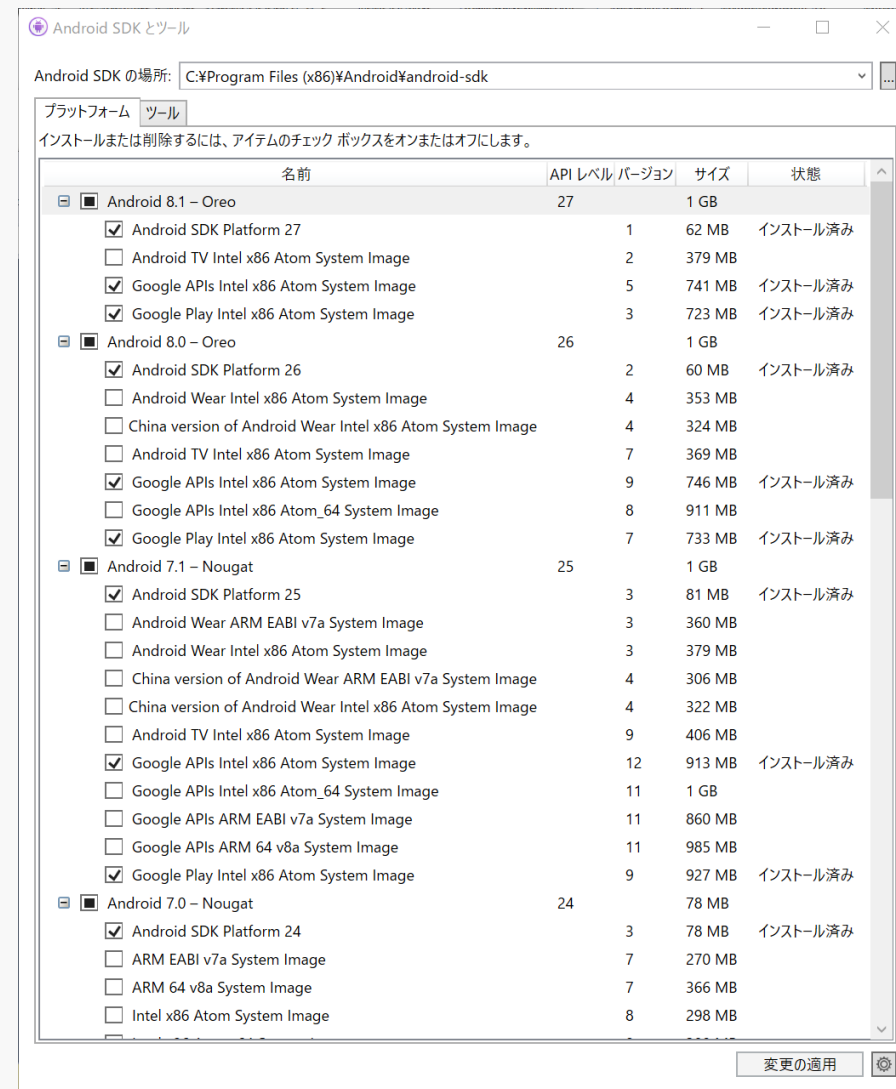 Android SDK とツール
Android SDK の場所: C:¥Program Files (x86)¥Android¥android-sdk ...
プラットフォーム ツール
インストールまたは削除するには、アイテムのチェック ボックスをオンまたはオフにします。
名前 API レベル バージョン サイズ 状態
Android 8.1 – Oreo 27 1 GB
Android SDK Platform 27 1 62 MB インストール済み
Android TV Intel x86 Atom System Image 2 379 MB
Google APIs Intel x86 Atom System Image 5 741 MB インストール済み
Google Play Intel x86 Atom System Image 3 723 MB インストール済み
Android 8.0 – Oreo 26 1 GB
Android SDK Platform 26 2 60 MB インストール済み
Android Wear Intel x86 Atom System Image 4 353 MB
China version of Android Wear Intel x86 Atom System Image 4 324 MB
Android TV Intel x86 Atom System Image 7 369 MB
Google APIs Intel x86 Atom System Image 9 746 MB インストール済み
Google APIs Intel x86 Atom_64 System Image 8 911 MB
Google Play Intel x86 Atom System Image 7 733 MB インストール済み
Android 7.1 – Nougat 25 1 GB
Android SDK Platform 25 3 81 MB インストール済み
Android Wear ARM EABI v7a System Image 3 360 MB
Android Wear Intel x86 Atom System Image 3 379 MB
China version of Android Wear ARM EABI v7a System Image 4 306 MB
China version of Android Wear Intel x86 Atom System Image 4 322 MB
Android TV Intel x86 Atom System Image 9 406 MB
Google APIs Intel x86 Atom System Image 12 913 MB インストール済み
Google APIs Intel x86 Atom_64 System Image 11 1 GB
Google APIs ARM EABI v7a System Image 11 860 MB
Google APIs ARM 64 v8a System Image 11 985 MB
Google Play Intel x86 Atom System Image 9 927 MB インストール済み
Android 7.0 – Nougat 24 78 MB
Android SDK Platform 24 3 78 MB インストール済み
ARM EABI v7a System Image 7 270 MB
ARM 64 v8a System Image 7 366 MB
Intel x86 Atom System Image 8 298 MB
変更の適用